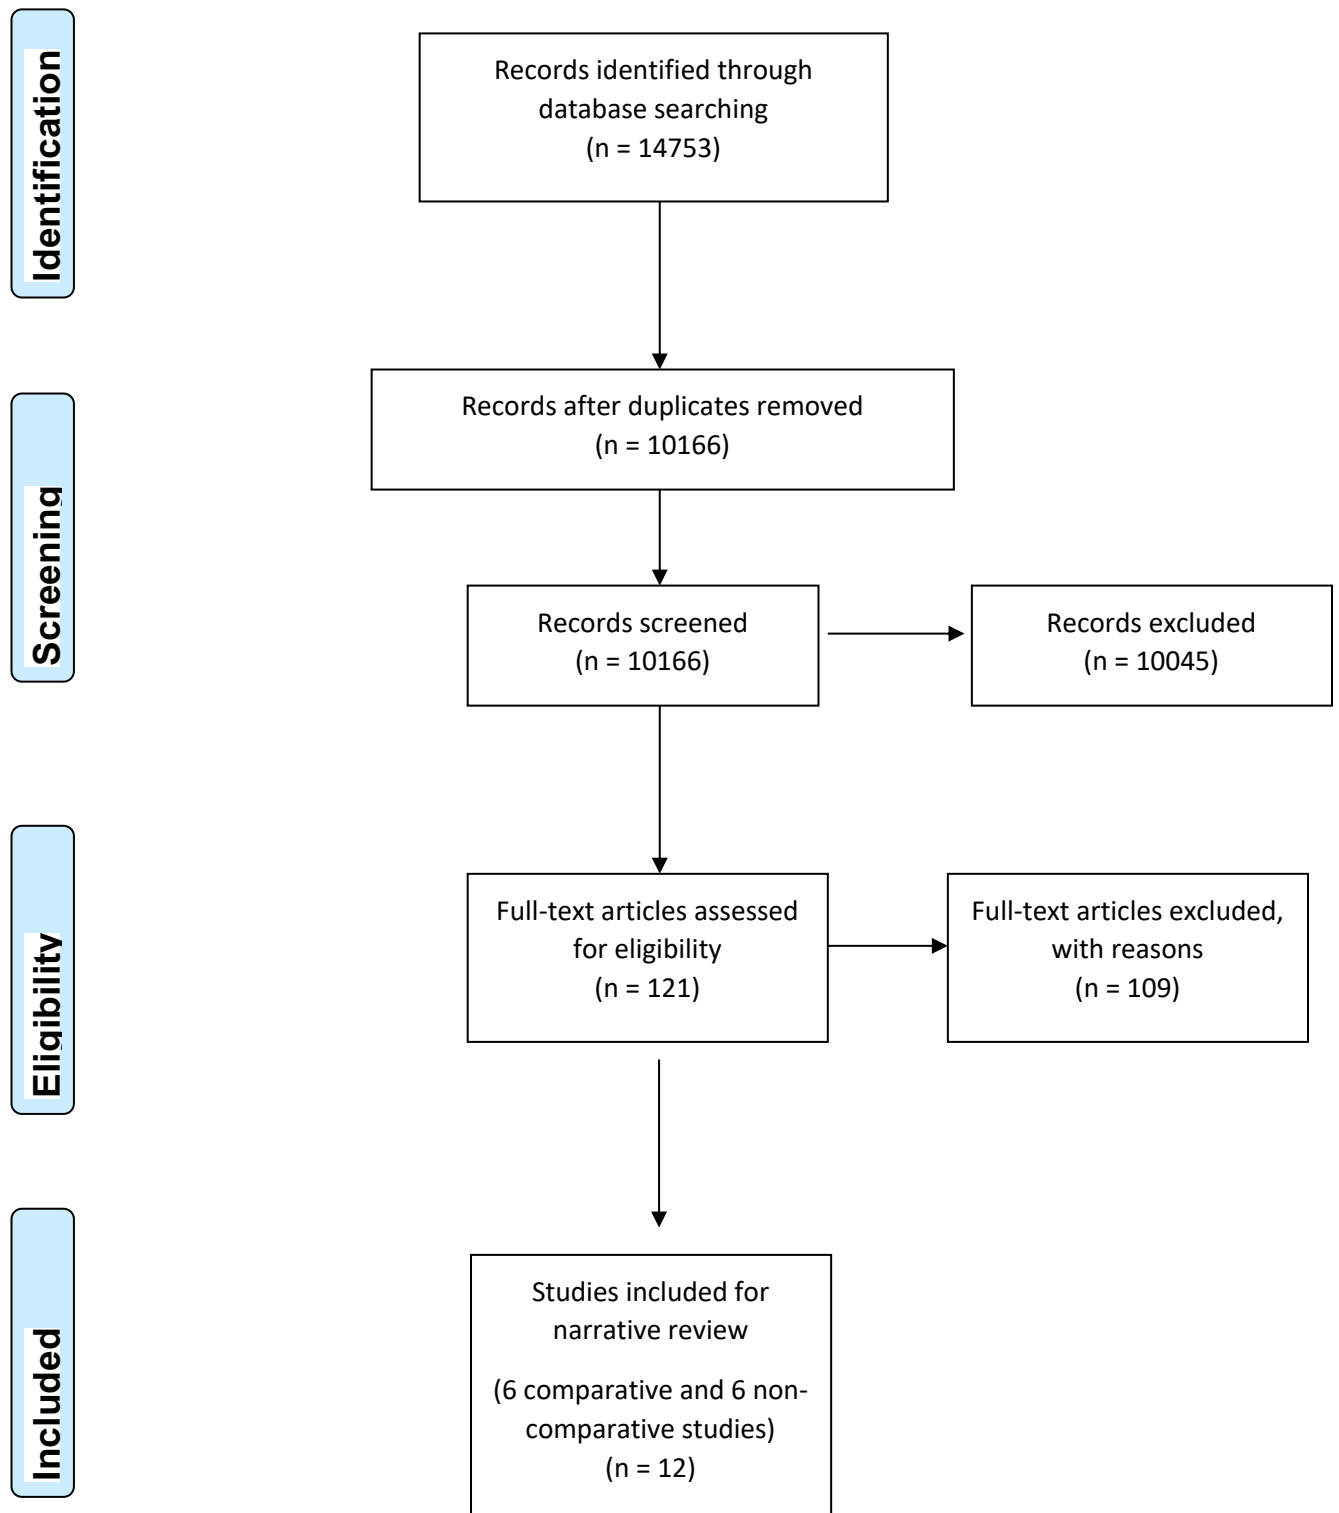 Identification
Records identified through
database searching
(n = 14753)
Records after duplicates removed
(n = 10166)
Screening
Records screened
(n = 10166)
Records excluded
(n = 10045)
Eligibility
Full-text articles assessed
for eligibility
(n = 121)
Full-text articles excluded,
with reasons
(n = 109)
Included
Studies included for
narrative review
(6 comparative and 6 non-
comparative studies)
(n = 12)